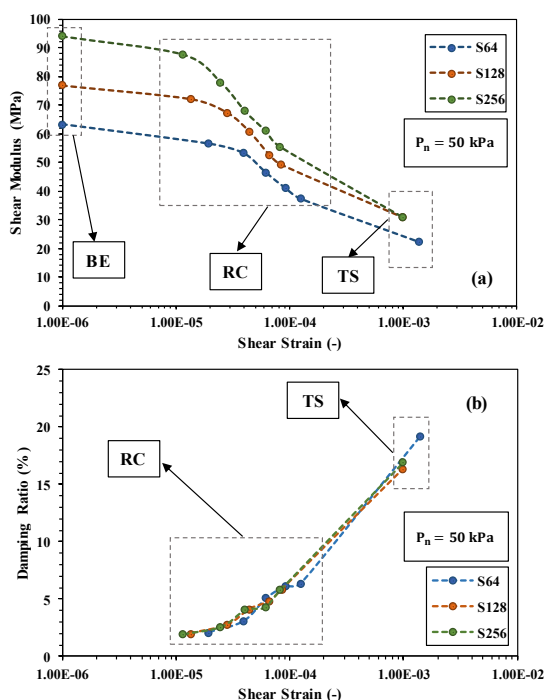 100
90
80
70
60
50
40
30
20
10
0
Shear Modulus (MPa)
S64
S128
S256
Pn = 50 kPa
BE
RC
TS
(a)
1.00E-06 1.00E-05 1.00E-04 1.00E-03 1.00E-02
Shear Strain (-)
25
20
15
10
5
0
Damping Ratio (%)
TS
(b)
RC
Pn = 50 kPa
S64
S128
S256
1.00E-06 1.00E-05 1.00E-04 1.00E-03 1.00E-02
Shear Strain (-)